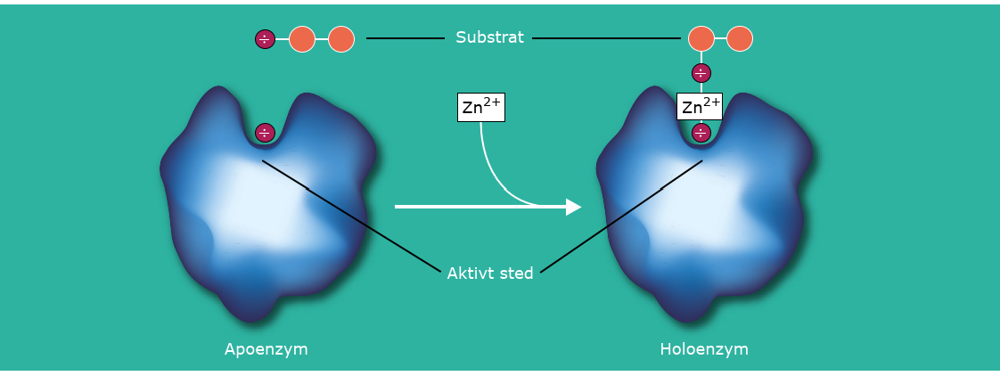 Substrat
÷
÷
Zn²⁺
Zn²⁺
÷
÷
Aktivt sted
Apoenzym
Holoenzym